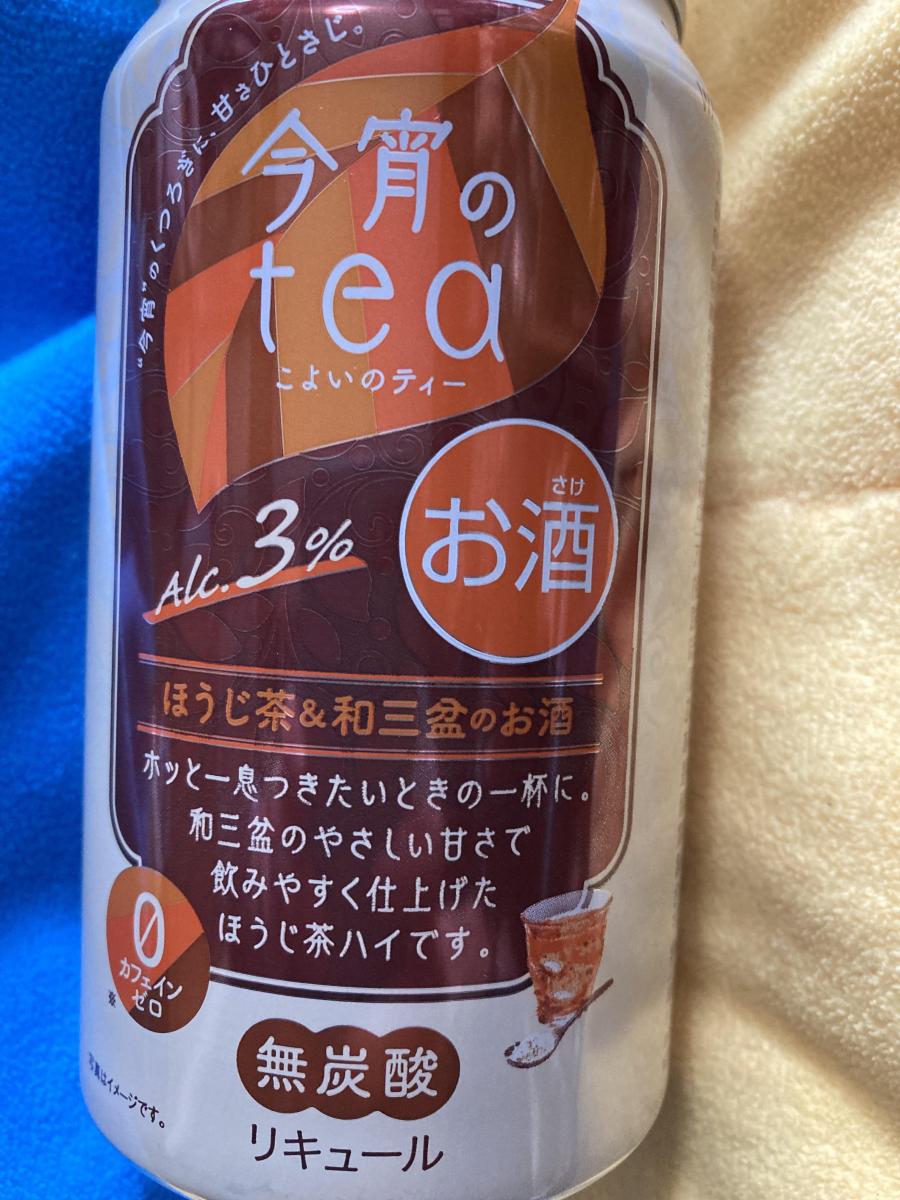 "今宵"のくつろぎに、甘さひとさじ。
今宵の
tea
こよいのティー
Alc.3%
さけ
お酒
ほうじ茶&和三盆のお酒
ホッと一息つきたいときの一杯に。
和三盆のやさしい甘さで
飲みやすく仕上げた
ほうじ茶ハイです。
0
カフェイン
ゼロ
※
無炭酸
写真はイメージです。
リキュール